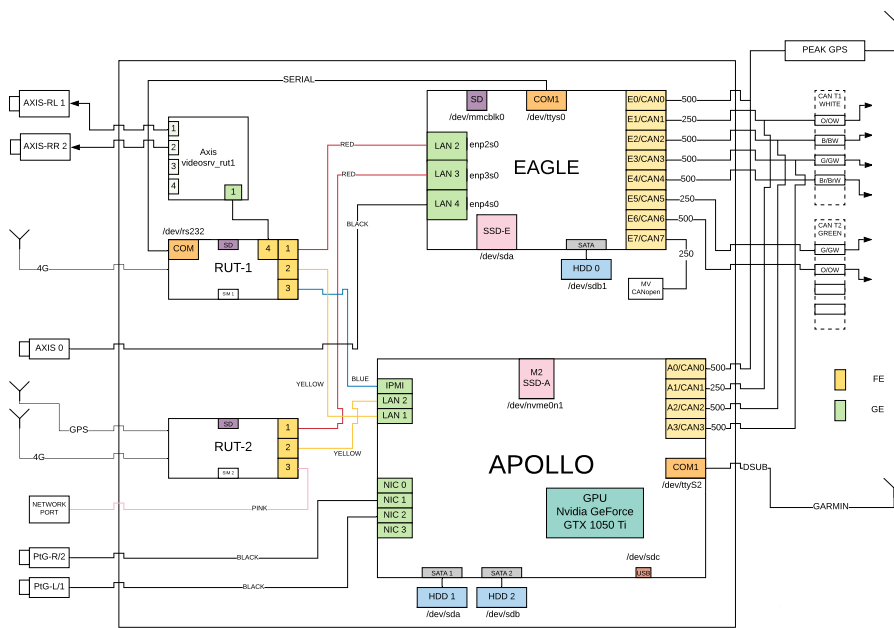 PEAK GPS
SERIAL
CAN T1
WHITE
AXIS-RL 1
SD
COM1
E0/CAN0
500
/dev/mmcblk0
/dev/ttys0
E1/CAN1
250
O/OW
1
Axis
videosrv_rut1
2
3
4
1
AXIS-RR 2
RED
LAN 2
enp2s0
E2/CAN2
500
B/BW
EAGLE
E3/CAN3
500
G/GW
RED
LAN 3
enp3s0
E4/CAN4
500
Br/BrW
LAN 4
enp4s0
E5/CAN5
250
BLACK
SSD-E
E6/CAN6
500
CAN T2
GREEN
/dev/rs232
COM
SD
4
1
SATA
E7/CAN7
G/GW
/dev/sda
250
4G
RUT-1
2
HDD 0
O/OW
/dev/sdb1
SIM 1
3
MV
CANopen
AXIS 0
M2
SSD-A
A0/CAN0
500
YELLOW
BLUE
IPMI
A1/CAN1
250
FE
LAN 2
/dev/nvme0n1
A2/CAN2
500
LAN 1
GE
SD
1
A3/CAN3
500
GPS
RUT-2
2
YELLOW
4G
SIM 2
3
APOLLO
COM1
DSUB
/dev/ttyS2
NIC 0
NIC 1
NIC 2
NIC 3
GPU
Nvidia GeForce
GTX 1050 Ti
NETWORK
PORT
PINK
GARMIN
PtG-R/2
BLACK
/dev/sdc
SATA 1
SATA 2
USB
PtG-L/1
BLACK
HDD 1
HDD 2
/dev/sda
/dev/sdb